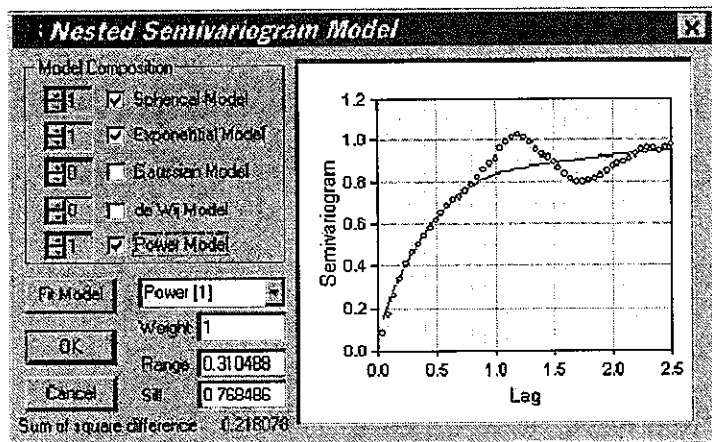 Nested Semivariogram Model
Model Composition
1 Spherical Model
1 Exponential Model
0 Gaussian Model
0 de Wij Model
1 Power Model
Fit Model
Power [1]
Weight 1
OK
Range 0.310488
Cancel
Sill 0.768486
Sum of square difference 0.218078
Semivariogram
1.2
1.0
0.8
0.6
0.4
0.2
0.0
0.0 0.5 1.0 1.5 2.0 2.5
Lag